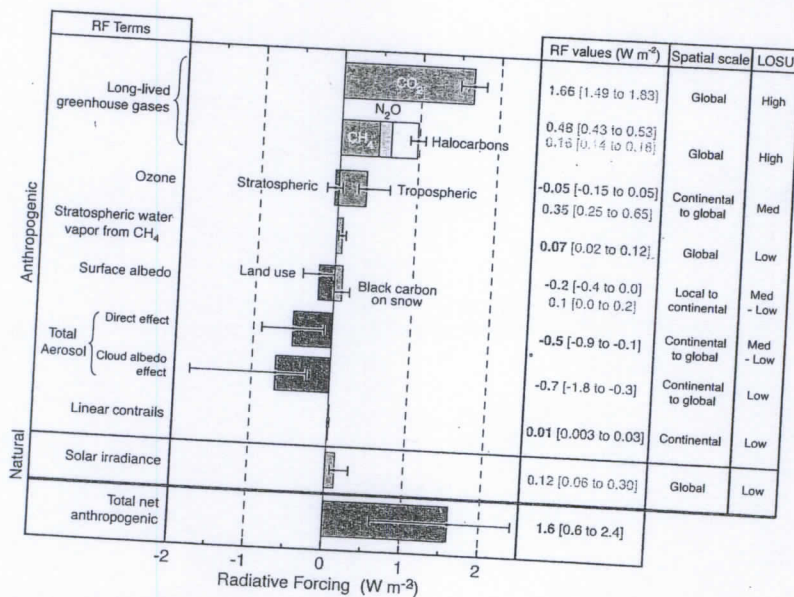 RF Terms
RF values (W m⁻²)
Spatial scale
LOSU
Anthropogenic
Long-lived
greenhouse gases
CO₂
1.66 [1.49 to 1.83]
Global
High
N₂O
CH₄
Halocarbons
0.48 [0.43 to 0.53]
0.16 [0.14 to 0.18]
Global
High
Ozone
Stratospheric
Tropospheric
-0.05 [-0.15 to 0.05]
0.35 [0.25 to 0.65]
Continental
to global
Med
Stratospheric water
vapor from CH₄
0.07 [0.02 to 0.12]
Global
Low
Surface albedo
Land use
Black carbon
on snow
-0.2 [-0.4 to 0.0]
0.1 [0.0 to 0.2]
Local to
continental
Med
- Low
Total
Aerosol
Direct effect
-0.5 [-0.9 to -0.1]
Continental
to global
Med
- Low
Cloud albedo
effect
-0.7 [-1.8 to -0.3]
Continental
to global
Low
Linear contrails
0.01 [0.003 to 0.03]
Continental
Low
Natural
Solar irradiance
0.12 [0.06 to 0.30]
Global
Low
Total net
anthropogenic
1.6 [0.6 to 2.4]
-2 -1 0 1 2
Radiative Forcing (W m⁻²)